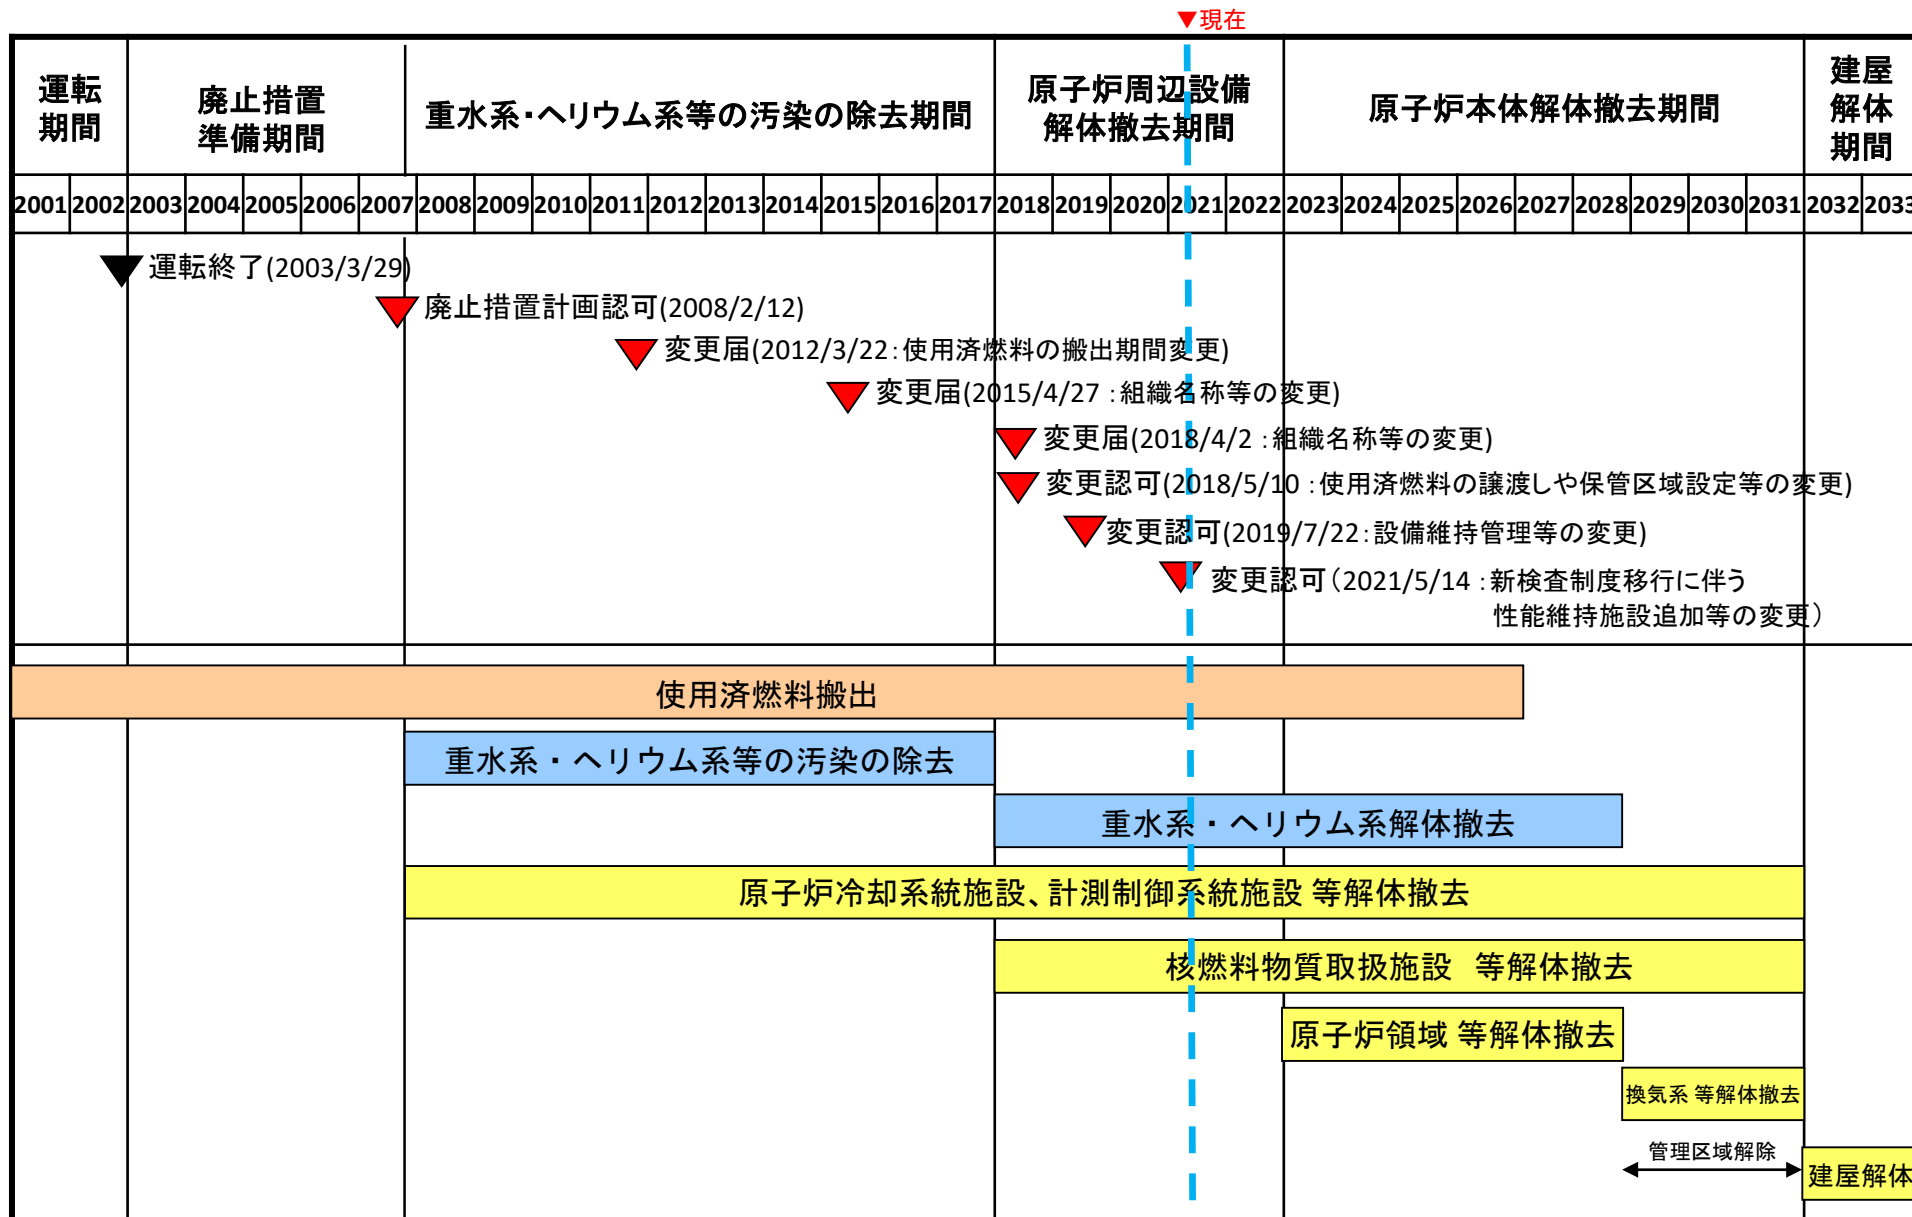 ▼現在
運転
期間
廃止措置
準備期間
重水系・ヘリウム系等の汚染の除去期間
原子炉周辺設備
解体撤去期間
原子炉本体解体撤去期間
建屋
解体
期間
2001 2002 2003 2004 2005 2006 2007 2008 2009 2010 2011 2012 2013 2014 2015 2016 2017 2018 2019 2020 2021 2022 2023 2024 2025 2026 2027 2028 2029 2030 2031 2032 2033
運転終了(2003/3/29)
廃止措置計画認可(2008/2/12)
変更届(2012/3/22：使用済燃料の搬出期間変更)
変更届(2015/4/27：組織名称等の変更)
変更届(2018/4/2：組織名称等の変更)
変更認可(2018/5/10：使用済燃料の譲渡しや保管区域設定等の変更)
変更認可(2019/7/22：設備維持管理等の変更)
変更認可（2021/5/14：新検査制度移行に伴う
性能維持施設追加等の変更）
使用済燃料搬出
重水系・ヘリウム系等の汚染の除去
重水系・ヘリウム系解体撤去
原子炉冷却系統施設、計測制御系統施設 等解体撤去
核燃料物質取扱施設　等解体撤去
原子炉領域 等解体撤去
換気系 等解体撤去
管理区域解除
建屋解体